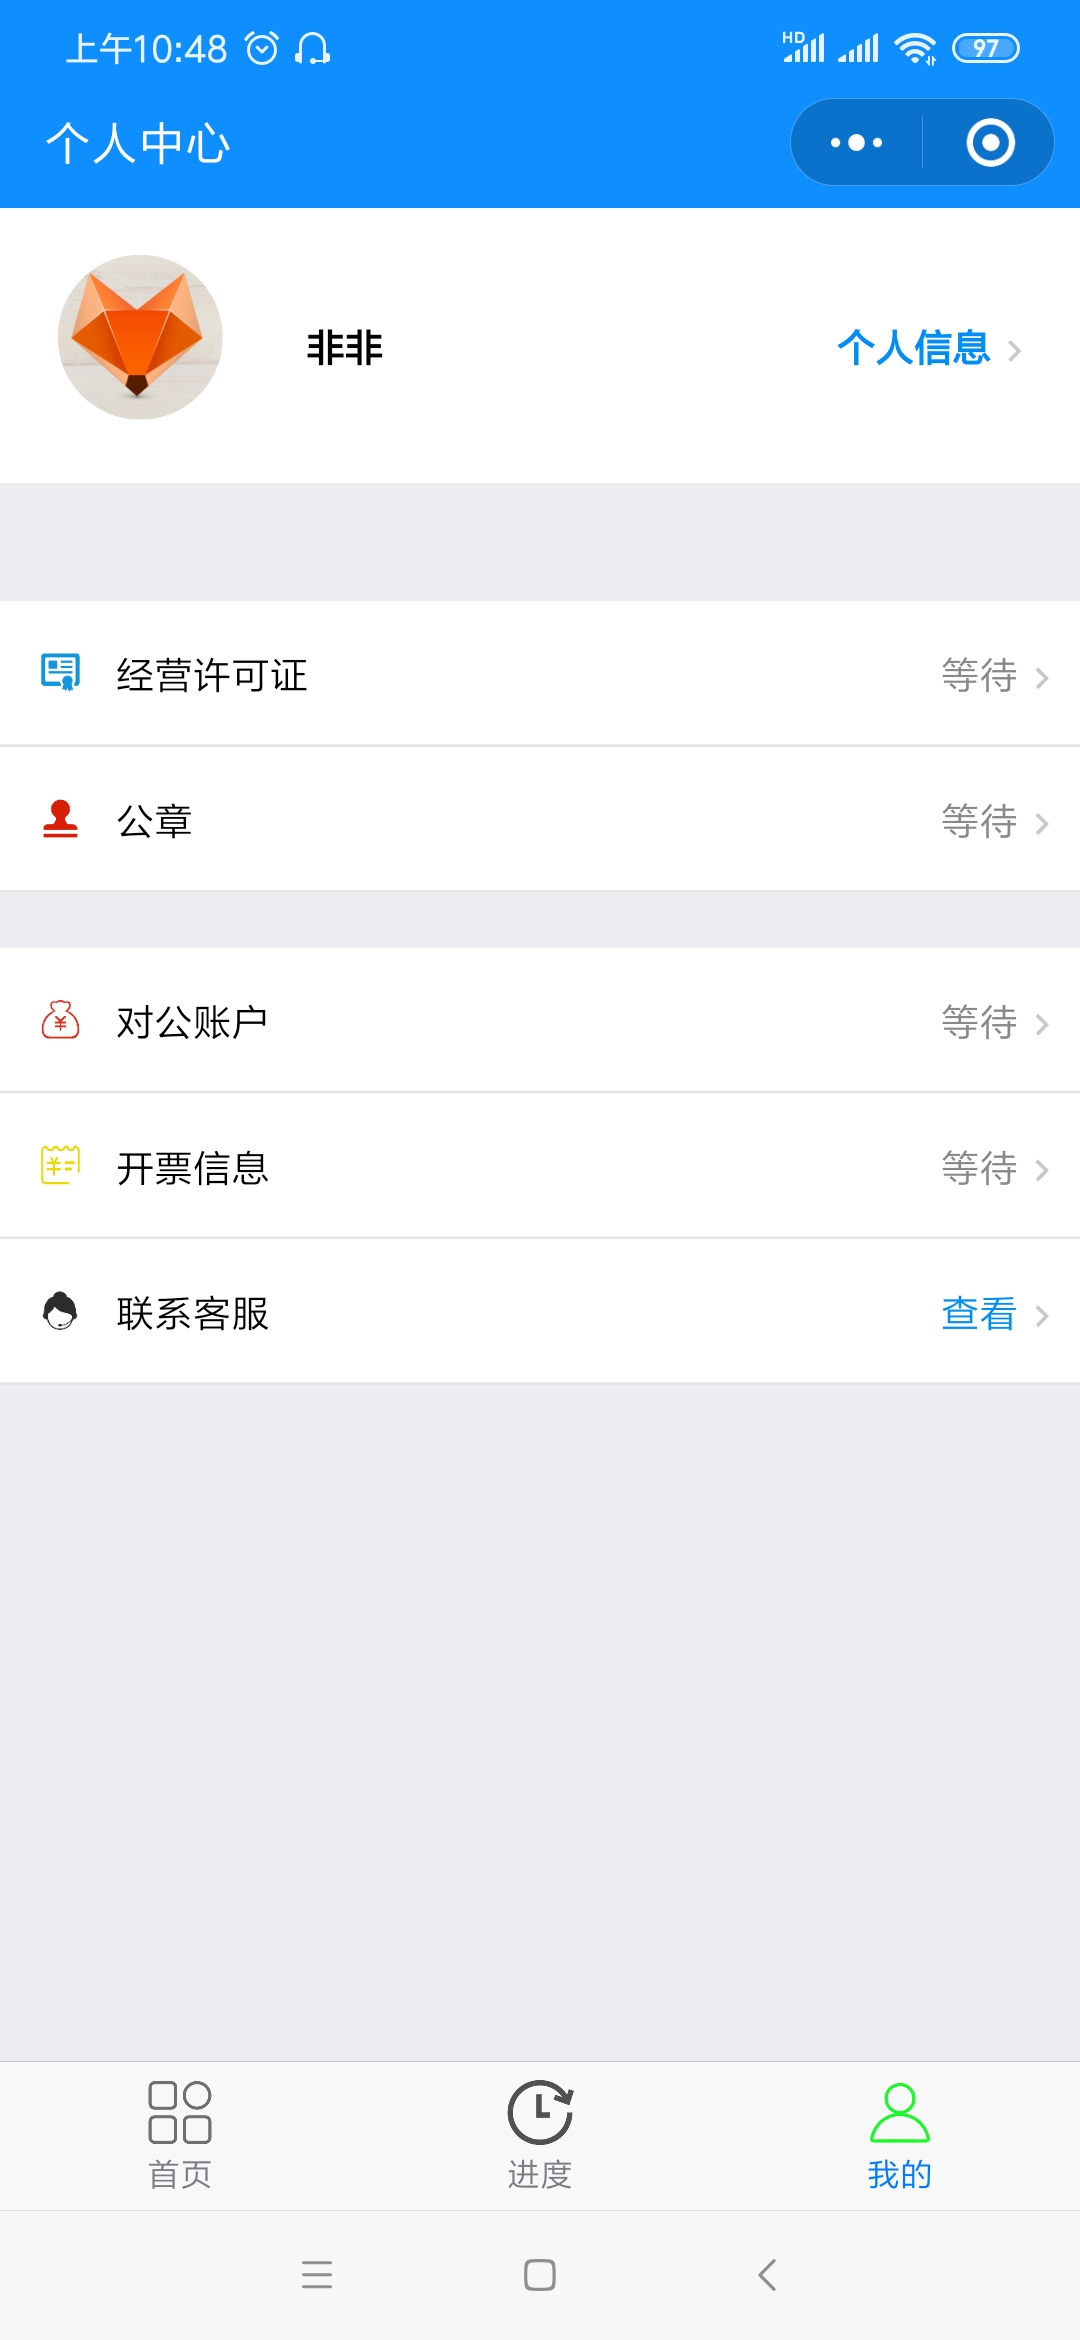 上午10:48
HD
97
个人中心
非非
个人信息
经营许可证
等待
公章
等待
对公账户
等待
开票信息
等待
联系客服
查看
首页
进度
我的